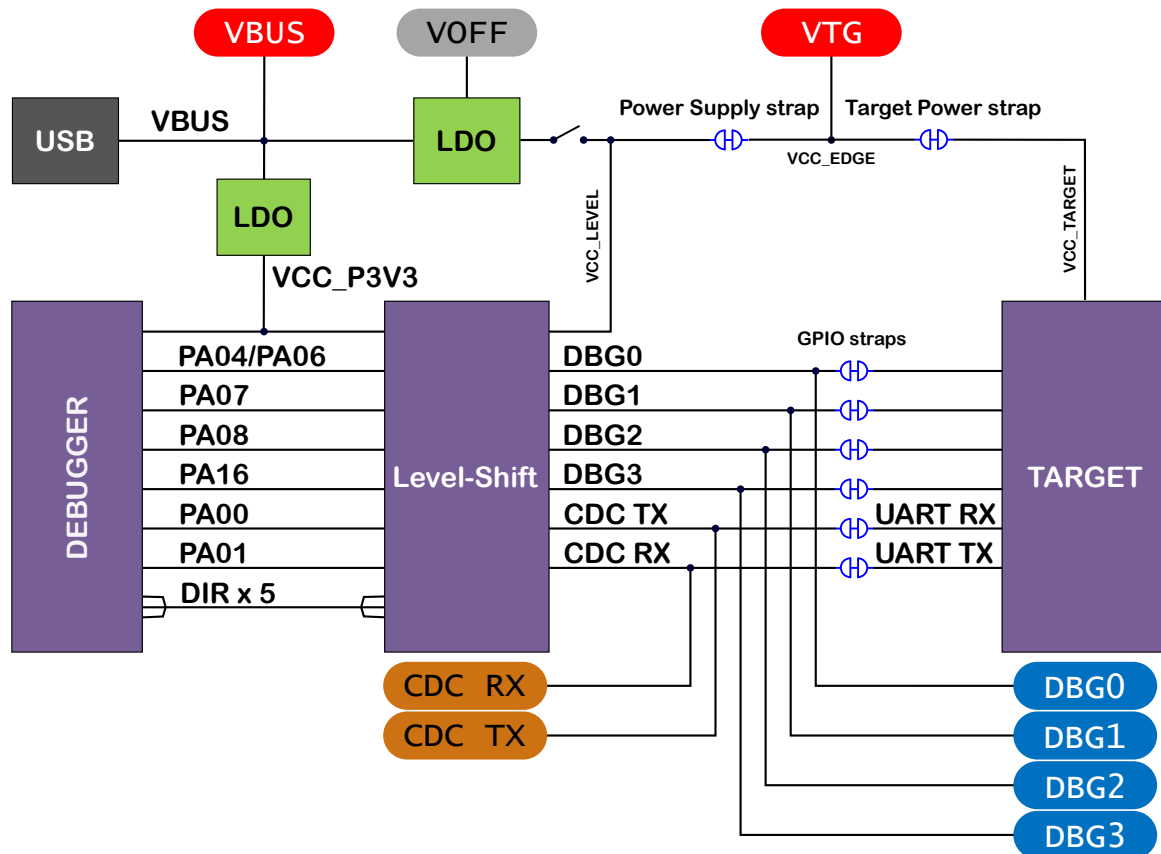 VBUS
VOFF
VTG
USB
VBUS
LDO
Power Supply strap
Target Power strap
VCC_EDGE
LDO
VCC_LEVEL
VCC_TARGET
VCC_P3V3
DEBUGGER
PA04/PA06
PA07
PA08
PA16
PA00
PA01
DIR x 5
Level-Shift
DBG0
DBG1
DBG2
DBG3
CDC TX
CDC RX
GPIO straps
UART RX
UART TX
TARGET
CDC RX
CDC TX
DBG0
DBG1
DBG2
DBG3